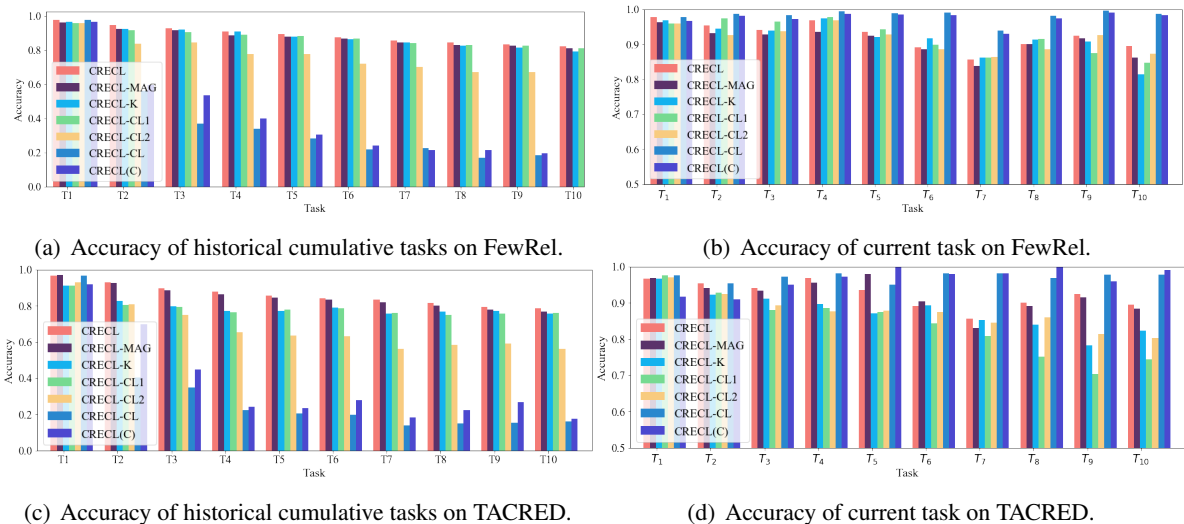 1.0
0.8
0.6
0.4
0.2
0.0
Accuracy
CRECL
CRECL-MAG
CRECL-K
CRECL-CL1
CRECL-CL2
CRECL-CL
CRECL(C)
T1 T2 T3 T4 T5 T6 T7 T8 T9 T10
Task
(a) Accuracy of historical cumulative tasks on FewRel.
1.0
0.9
0.8
0.7
0.6
0.5
Accuracy
CRECL
CRECL-MAG
CRECL-K
CRECL-CL1
CRECL-CL2
CRECL-CL
CRECL(C)
T1 T2 T3 T4 T5 T6 T7 T8 T9 T10
Task
(b) Accuracy of current task on FewRel.
1.0
0.8
0.6
0.4
0.2
0.0
Accuracy
CRECL
CRECL-MAG
CRECL-K
CRECL-CL1
CRECL-CL2
CRECL-CL
CRECL(C)
T1 T2 T3 T4 T5 T6 T7 T8 T9 T10
Task
(c) Accuracy of historical cumulative tasks on TACRED.
1.0
0.9
0.8
0.7
0.6
0.5
Accuracy
CRECL
CRECL-MAG
CRECL-K
CRECL-CL1
CRECL-CL2
CRECL-CL
CRECL(C)
T1 T2 T3 T4 T5 T6 T7 T8 T9 T10
Task
(d) Accuracy of current task on TACRED.